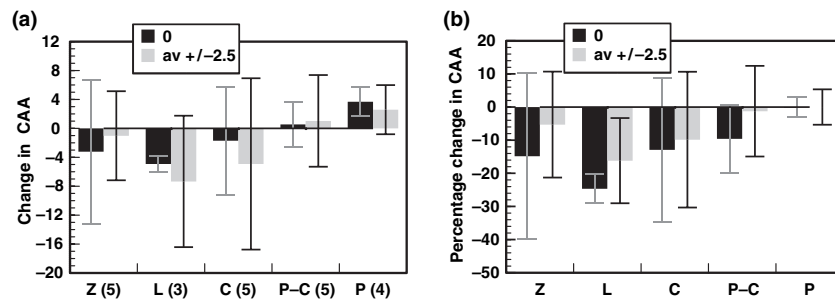 (a)
0
av +/−2.5
Change in CAA
12
8
4
0
−4
−8
−12
−16
−20
Z (5) L (3) C (5) P–C (5) P (4)
(b)
0
av +/−2.5
Percentage change in CAA
20
10
0
−10
−20
−30
−40
−50
Z L C P–C P